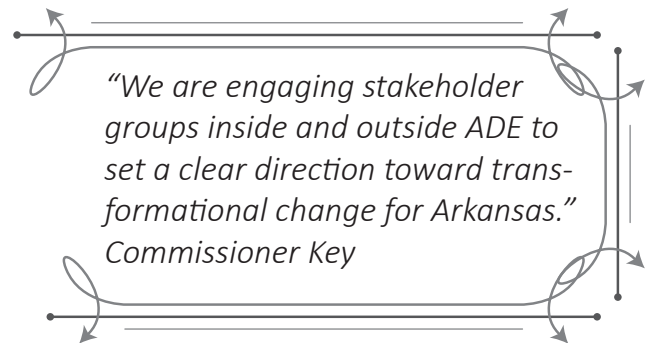 “We are engaging stakeholder
groups inside and outside ADE to
set a clear direction toward trans-
formational change for Arkansas.”
Commissioner Key